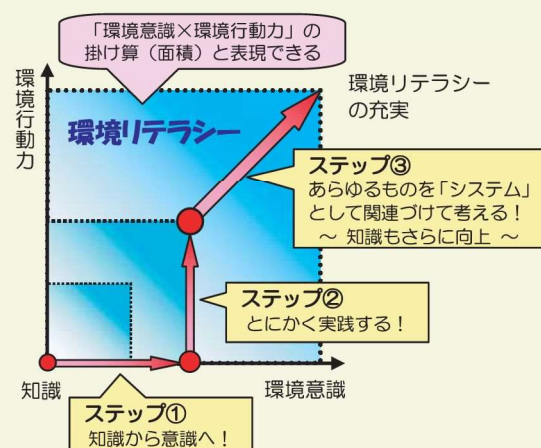 「環境意識×環境行動力」の
掛け算（面積）と表現できる
環境行動力
環境リテラシー
の充実
環境リテラシー
ステップ③
あらゆるものを「システム」
として関連づけて考える！
～ 知識もさらに向上 ～
ステップ②
とにかく実践する！
知識
環境意識
ステップ①
知識から意識へ！